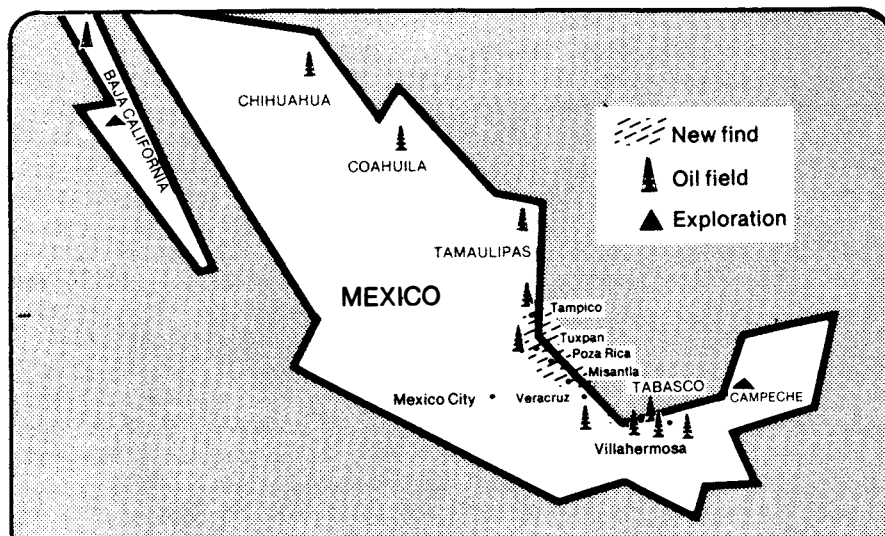 BAJA CALIFORNIA
CHIHUAHUA
COAHUILA
New find
Oil field
Exploration
TAMAULIPAS
MEXICO
Tampico
Tuxpan
Poza Rica
Misantla
Mexico City
Veracruz
TABASCO
CAMPECHE
Villahermosa